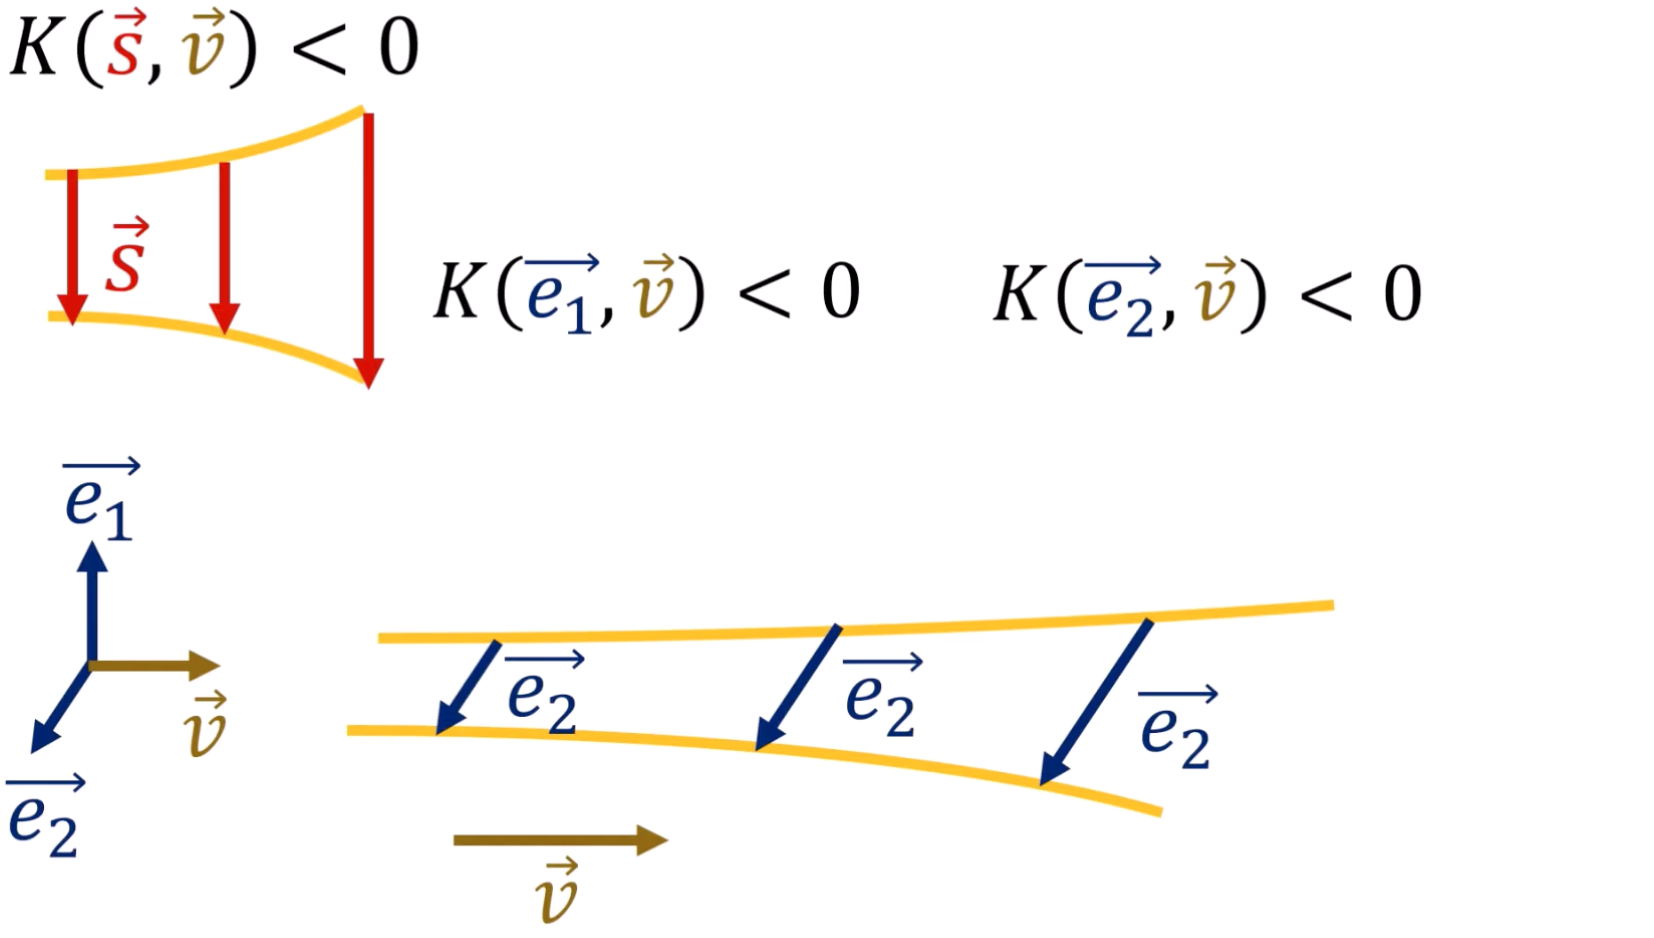 K(s⃗, v⃗) < 0
s⃗
K(e₁⃗, v⃗) < 0
K(e₂⃗, v⃗) < 0
e₁⃗
v⃗
e₂⃗
e₂⃗
e₂⃗
e₂⃗
v⃗